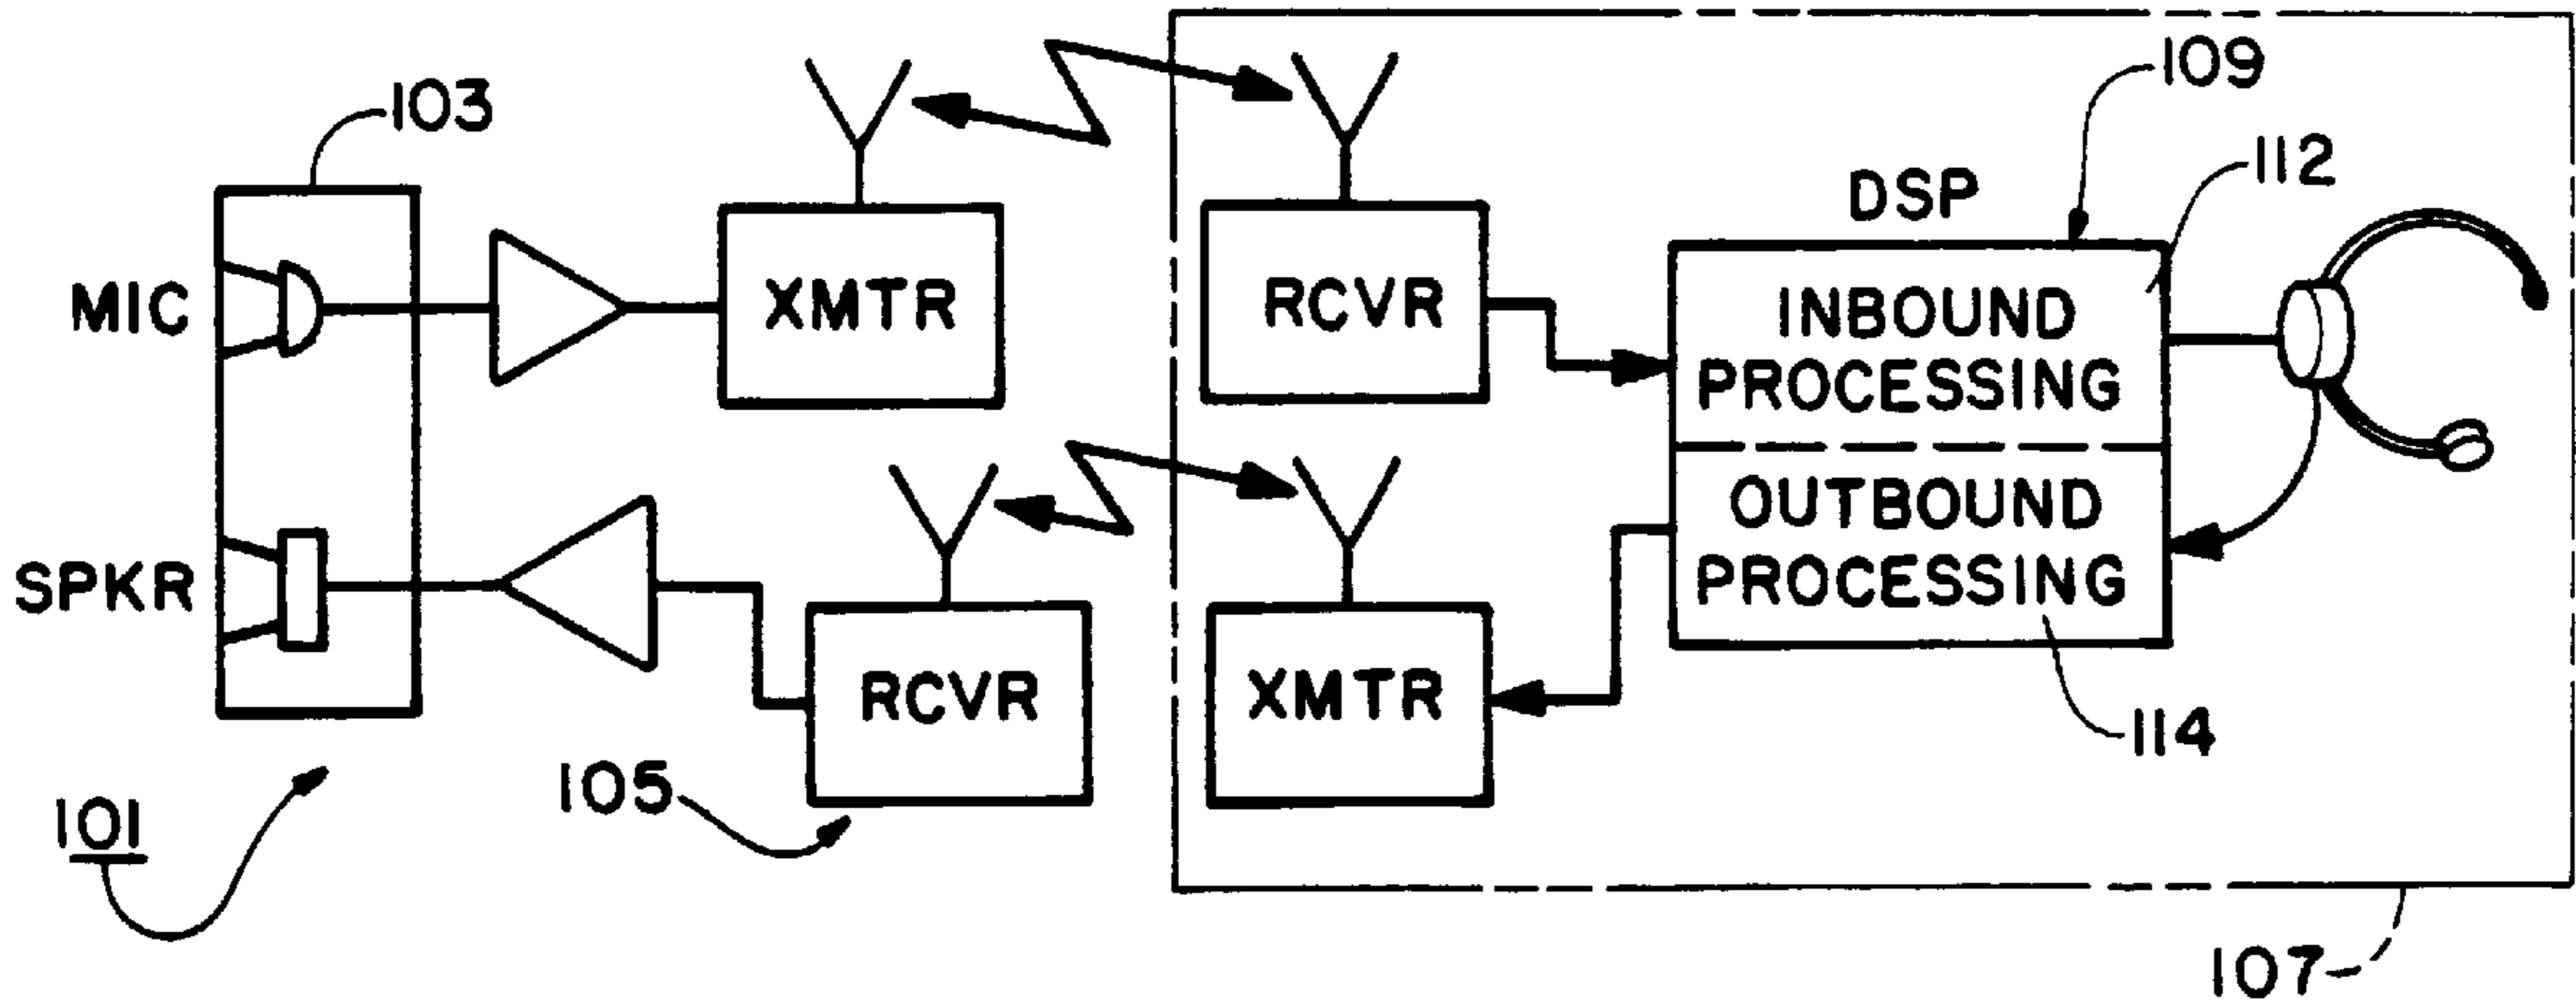 103
109
112
DSP
MIC
XMTR
RCVR
INBOUND
PROCESSING
OUTBOUND
PROCESSING
SPKR
RCVR
XMTR
114
105
101
107